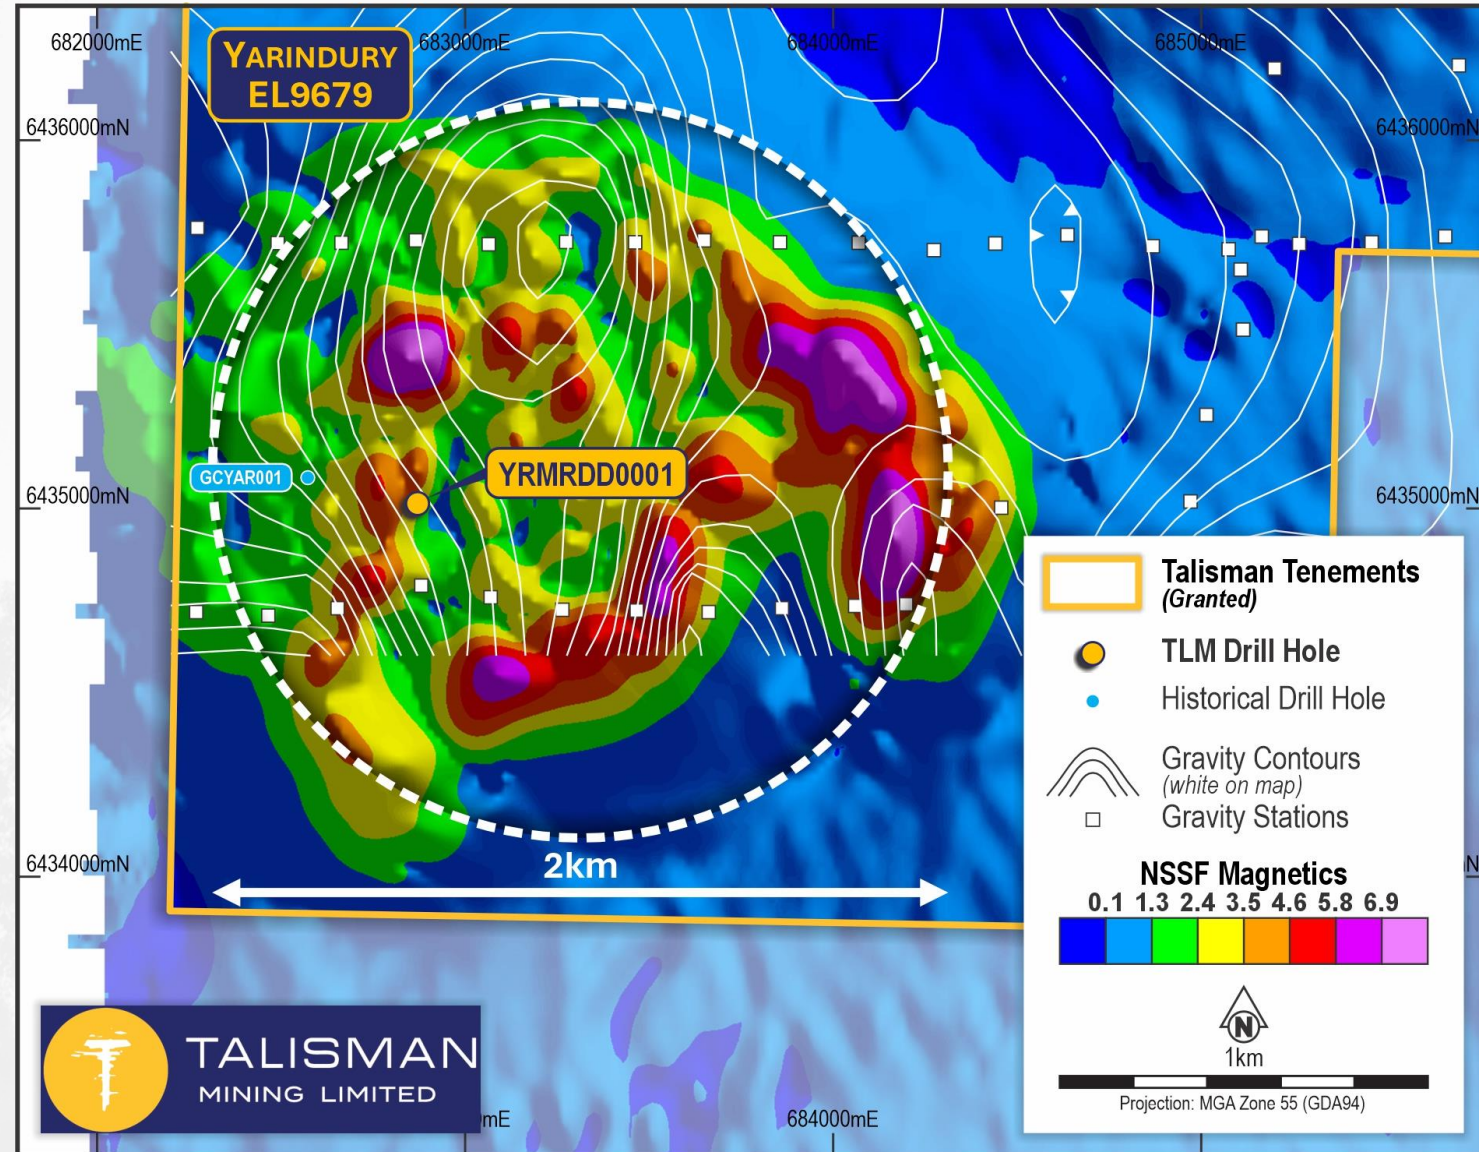 682000mE
683000mE
684000mE
685000mE
YARINDURY
EL9679
6436000mN
6436000mN
GCYAR001
YRMRDD0001
6435000mN
6435000mN
Talisman Tenements
(Granted)
TLM Drill Hole
Historical Drill Hole
Gravity Contours
(white on map)
Gravity Stations
2km
6434000mN
N
NSSF Magnetics
0.1 1.3 2.4 3.5 4.6 5.8 6.9
N
1km
Projection: MGA Zone 55 (GDA94)
TALISMAN
MINING LIMITED
mE
684000mE